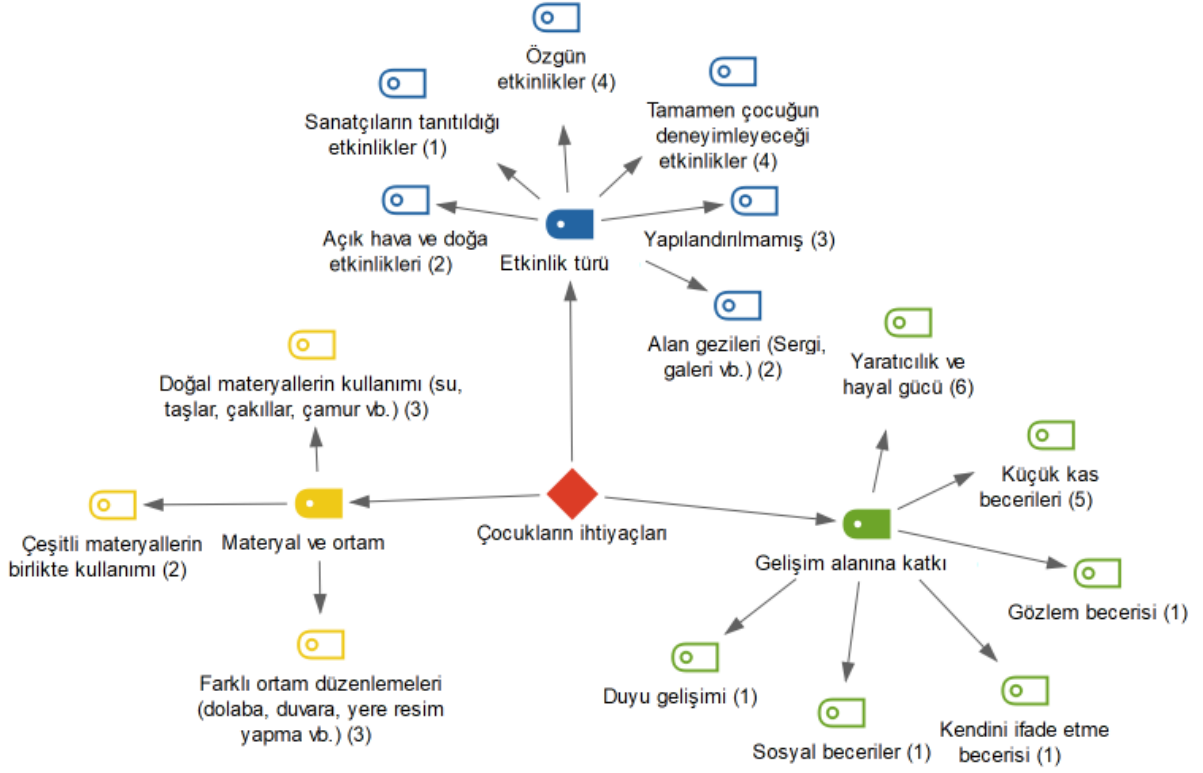 Özgün
etkinlikler (4)
Sanatçıların tanıtıldığı
etkinlikler (1)
Tamamen çocuğun
deneyimleyeceği
etkinlikler (4)
Açık hava ve doğa
etkinlikleri (2)
Etkinlik türü
Yapılandırılmamış (3)
Alan gezileri (Sergi,
galeri vb.) (2)
Yaratıcılık ve
hayal gücü (6)
Doğal materyallerin kullanımı (su,
taşlar, çakıllar, çamur vb.) (3)
Küçük kas
becerileri (5)
Çeşitli materyallerin
birlikte kullanımı (2)
Materyal ve ortam
Çocukların ihtiyaçları
Gelişim alanına katkı
Gözlem becerisi (1)
Farklı ortam düzenlemeleri
(dolaba, duvara, yere resim
yapma vb.) (3)
Duyu gelişimi (1)
Sosyal beceriler (1)
Kendini ifade etme
becerisi (1)